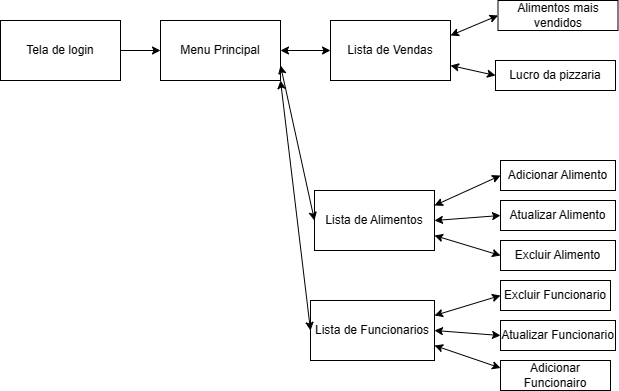 Tela de login
Menu Principal
Lista de Vendas
Alimentos mais
vendidos
Lucro da pizzaria
Lista de Alimentos
Adicionar Alimento
Atualizar Alimento
Excluir Alimento
Lista de Funcionarios
Excluir Funcionario
Atualizar Funcionario
Adicionar
Funcionairo